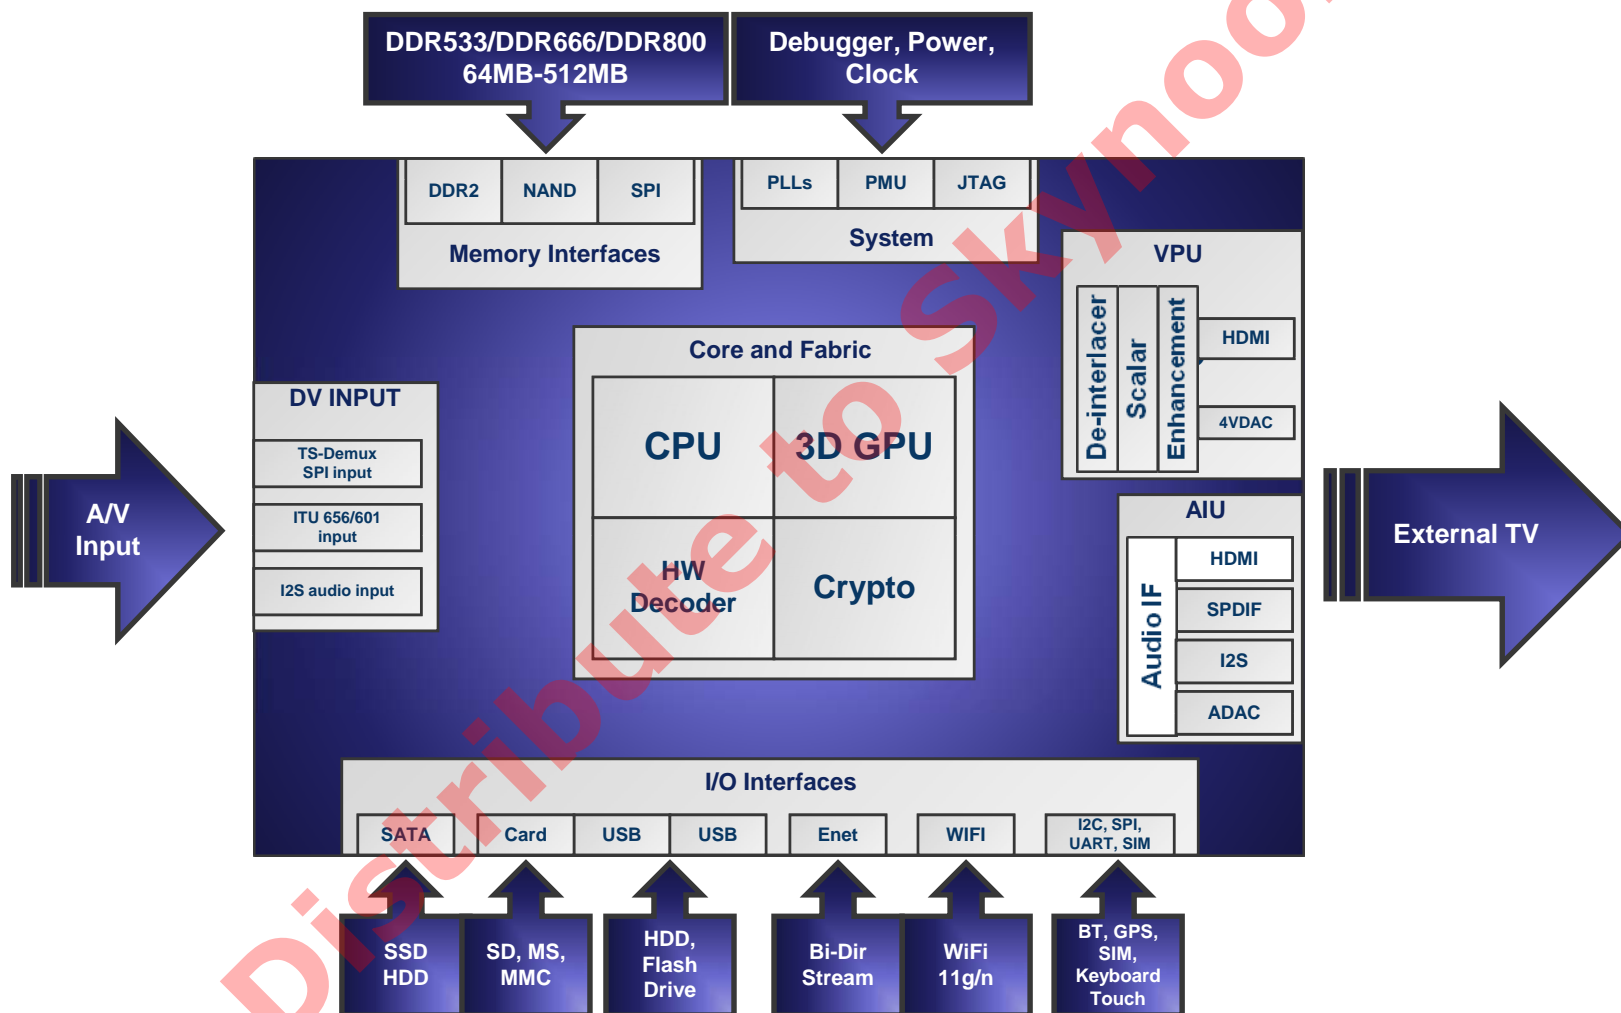 DDR533/DDR666/DDR800
64MB-512MB
Debugger, Power,
Clock
DDR2
NAND
SPI
Memory Interfaces
PLLs
PMU
JTAG
System
VPU
De-interlacer
Scalar
Enhancement
HDMI
4VDAC
Core and Fabric
CPU
3D GPU
HW
Decoder
Crypto
DV INPUT
TS-Demux
SPI input
ITU 656/601
input
I2S audio input
A/V
Input
AIU
Audio IF
HDMI
SPDIF
I2S
ADAC
External TV
I/O Interfaces
SATA
Card
USB
USB
Enet
WIFI
I2C, SPI,
UART, SIM
SSD
HDD
SD, MS,
MMC
HDD,
Flash
Drive
Bi-Dir
Stream
WiFi
11g/n
BT, GPS,
SIM,
Keyboard
Touch
Distribute to